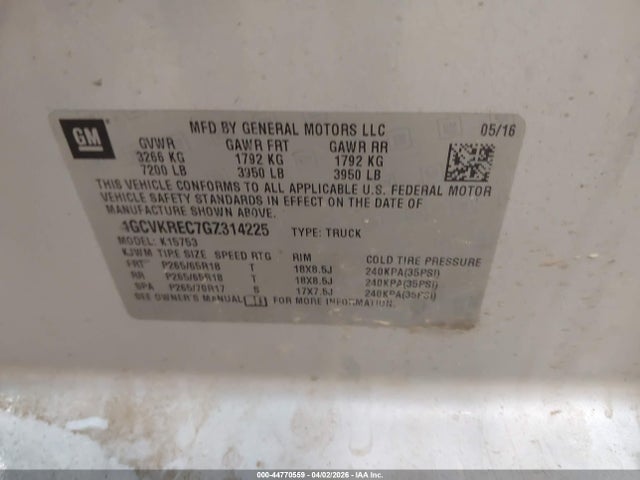 GM
MFD BY GENERAL MOTORS LLC 05/16
GVWR GAWR FRT GAWR RR
3266 KG 1792 KG 1792 KG
7200 LB 3950 LB 3950 LB
THIS VEHICLE CONFORMS TO ALL APPLICABLE U.S. FEDERAL MOTOR
VEHICLE SAFETY STANDARDS IN EFFECT ON THE DATE OF
MANUFACTURE SHOWN ABOVE.
1GCVKREC7GZ314225 TYPE: TRUCK
MODEL: K15753
KJWM TIRE SIZE SPEED RTG RIM COLD TIRE PRESSURE
FRT P265/65R18 T 18X8.5J 240KPA(35PSI)
RR P265/65R18 T 18X8.5J 240KPA(35PSI)
SPA P265/70R17 S 17X7.5J 240KPA(35PSI)
SEE OWNER'S MANUAL FOR MORE INFORMATION.
000-44770559 - 04/02/2026 - IAA Inc.